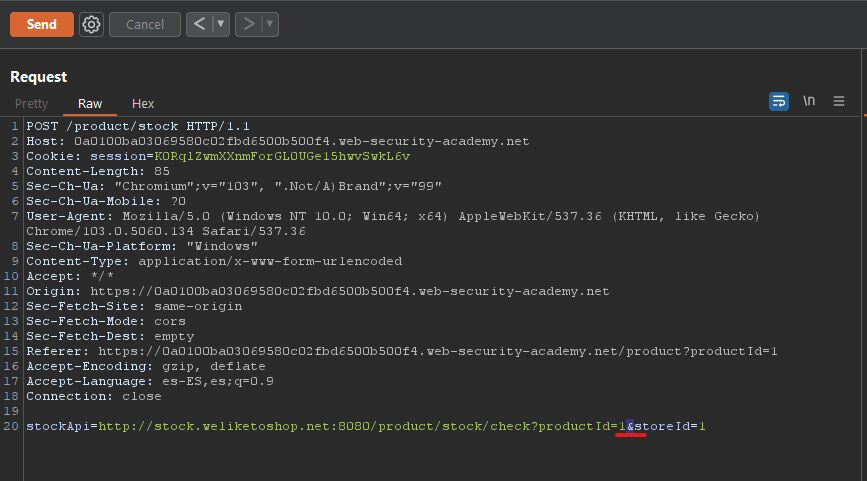 Send
Cancel
< >
Request
Pretty Raw Hex
\n
1 POST /product/stock HTTP/1.1
2 Host: 0a0100ba03069580c02fbd6500b500f4.web-security-academy.net
3 Cookie: session=KORqlZwmXXnmForGL0UGe15hwvSwkL6v
4 Content-Length: 85
5 Sec-Ch-Ua: "Chromium";v="103", ".Not/A)Brand";v="99"
6 Sec-Ch-Ua-Mobile: ?0
7 User-Agent: Mozilla/5.0 (Windows NT 10.0; Win64; x64) AppleWebKit/537.36 (KHTML, like Gecko)
Chrome/103.0.5060.134 Safari/537.36
8 Sec-Ch-Ua-Platform: "Windows"
9 Content-Type: application/x-www-form-urlencoded
10 Accept: */*
11 Origin: https://0a0100ba03069580c02fbd6500b500f4.web-security-academy.net
12 Sec-Fetch-Site: same-origin
13 Sec-Fetch-Mode: cors
14 Sec-Fetch-Dest: empty
15 Referer: https://0a0100ba03069580c02fbd6500b500f4.web-security-academy.net/product?productId=1
16 Accept-Encoding: gzip, deflate
17 Accept-Language: es-ES,es;q=0.9
18 Connection: close
19
20 stockApi=http://stock.weliketoshop.net:8080/product/stock/check?productId=1&storeId=1